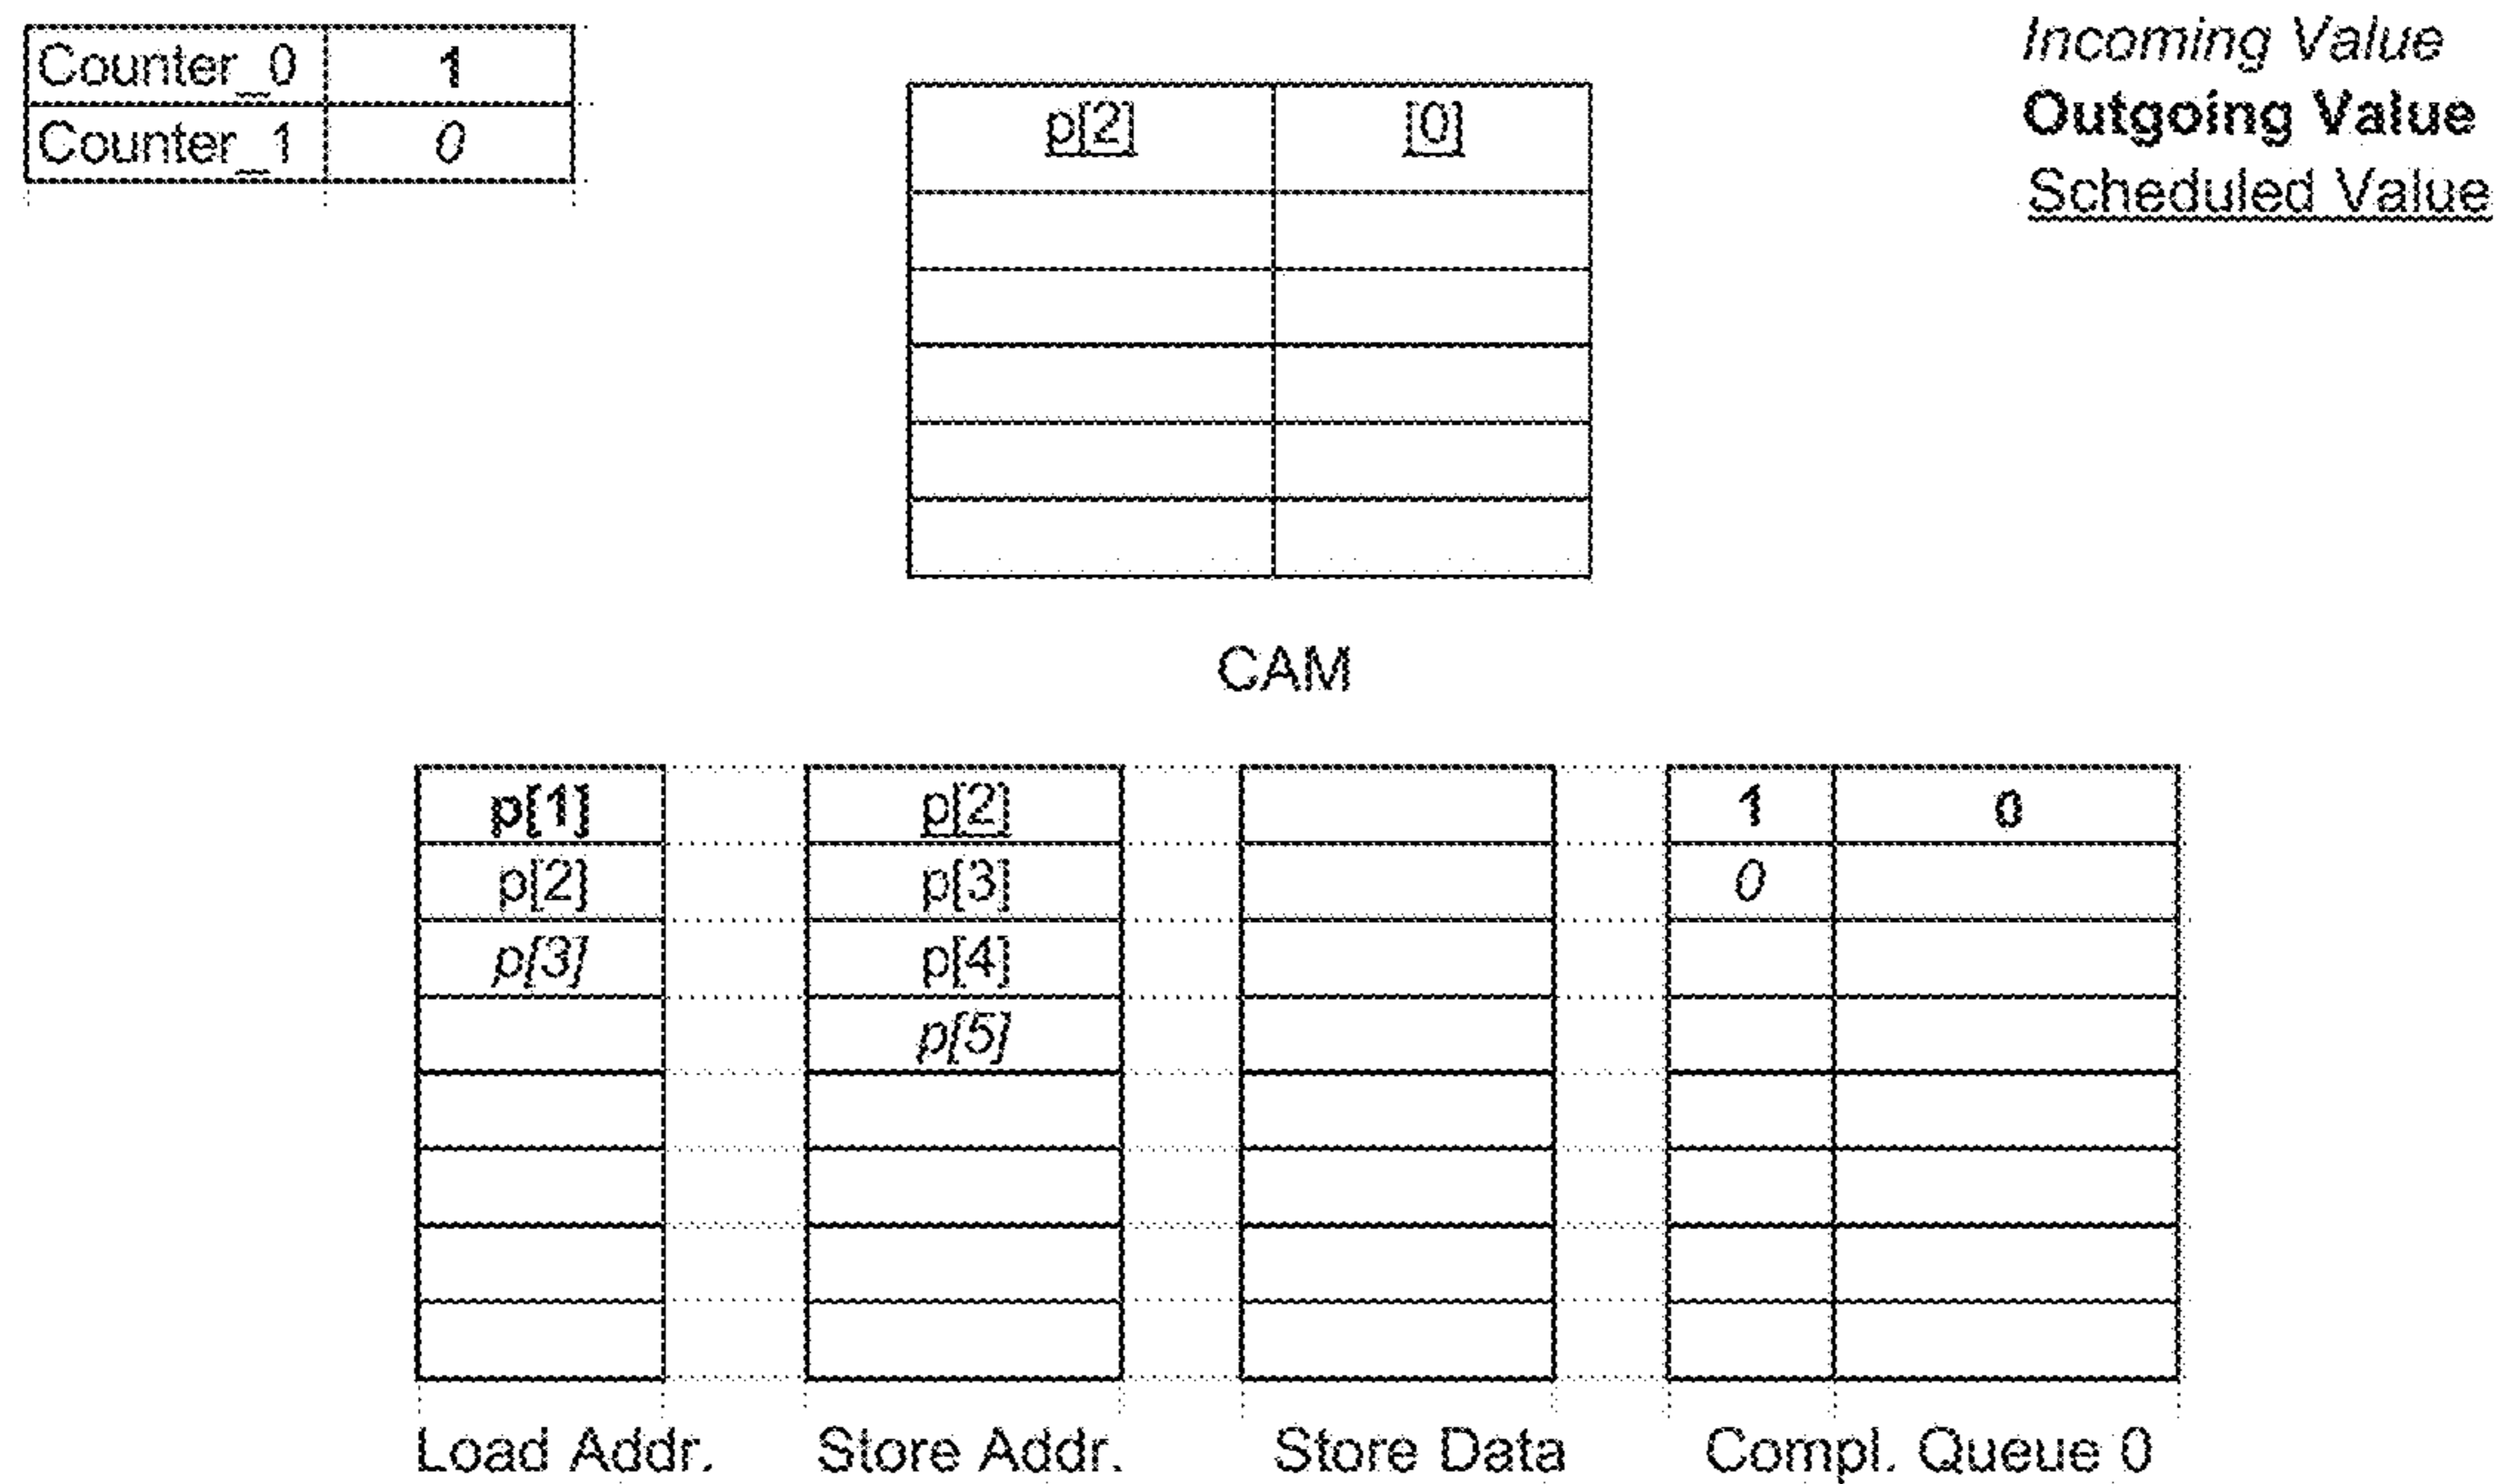 Counter_0 1
Counter_1 0
Incoming Value
Outgoing Value
Scheduled Value
p[2] [0]
CAM
p[1] p[2] 1 0
p[2] p[3] 0
p[3] p[4]
p[5]
Load Addr. Store Addr. Store Data Compl. Queue 0